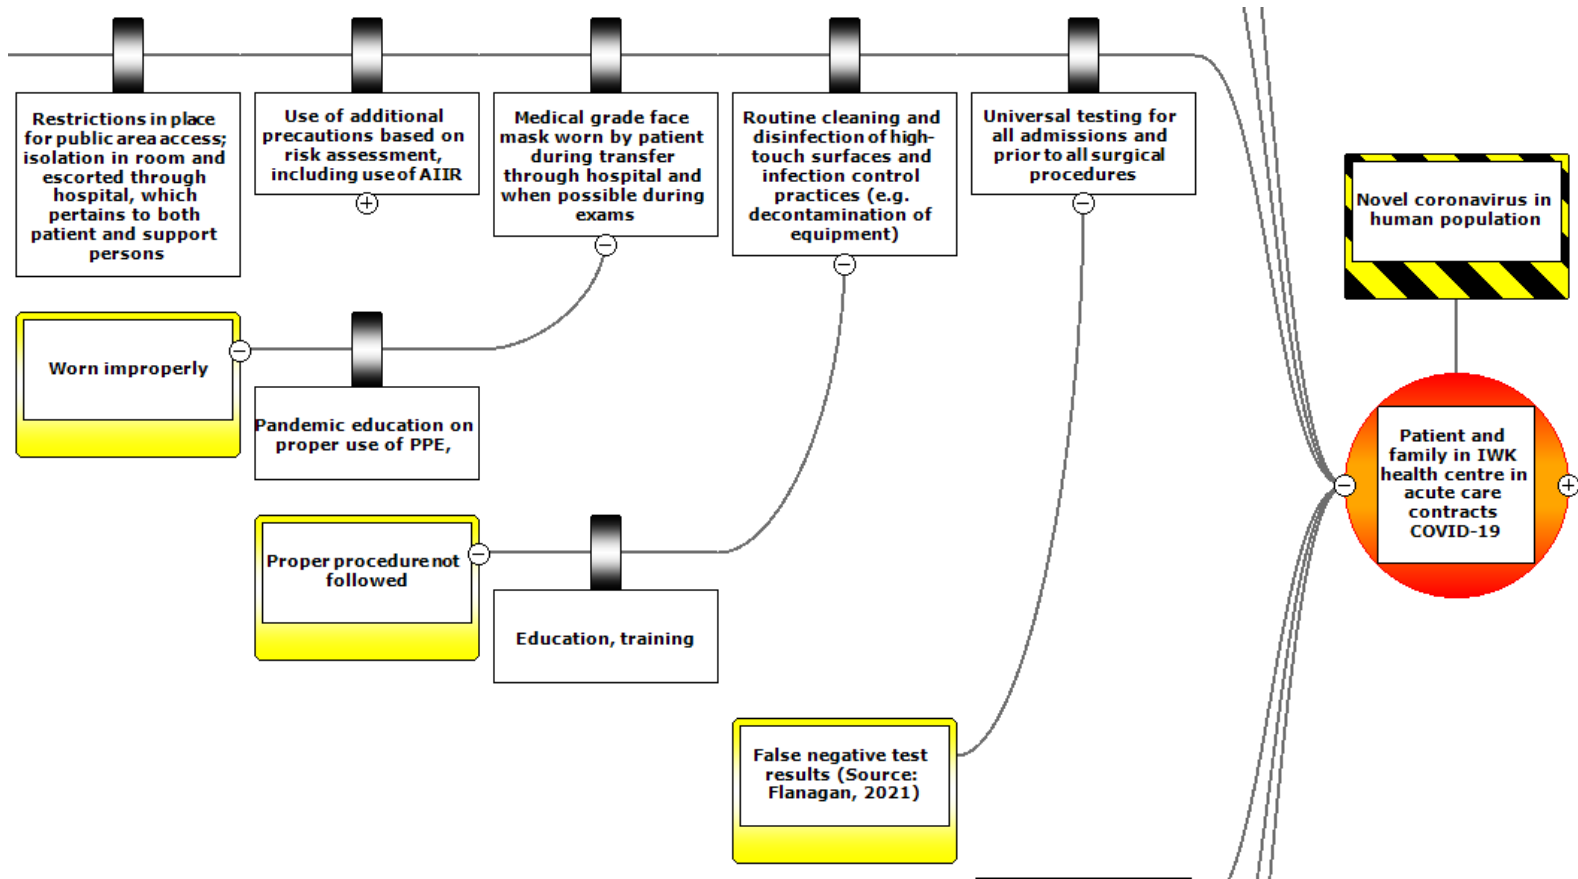 Restrictions in place
for public area access;
isolation in room and
escorted through
hospital, which
pertains to both
patient and support
persons
Use of additional
precautions based on
risk assessment,
including use of AIIR
Medical grade face
mask worn by patient
during transfer
through hospital and
when possible during
exams
Routine cleaning and
disinfection of high-
touch surfaces and
infection control
practices (e.g.
decontamination of
equipment)
Universal testing for
all admissions and
prior to all surgical
procedures
Novel coronavirus in
human population
Worn improperly
Pandemic education on
proper use of PPE,
Patient and
family in IWK
health centre in
acute care
contracts
COVID-19
Proper procedure not
followed
Education, training
False negative test
results (Source:
Flanagan, 2021)